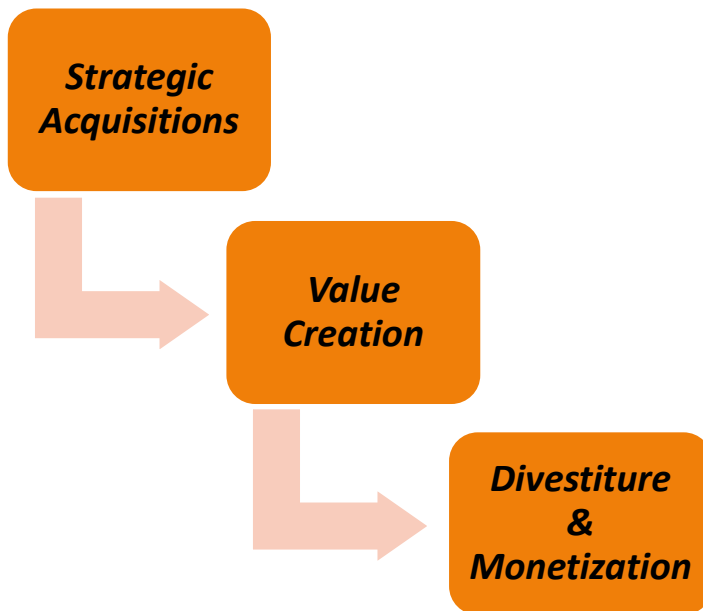 Strategic
Acquisitions
Value
Creation
Divestiture
&
Monetization